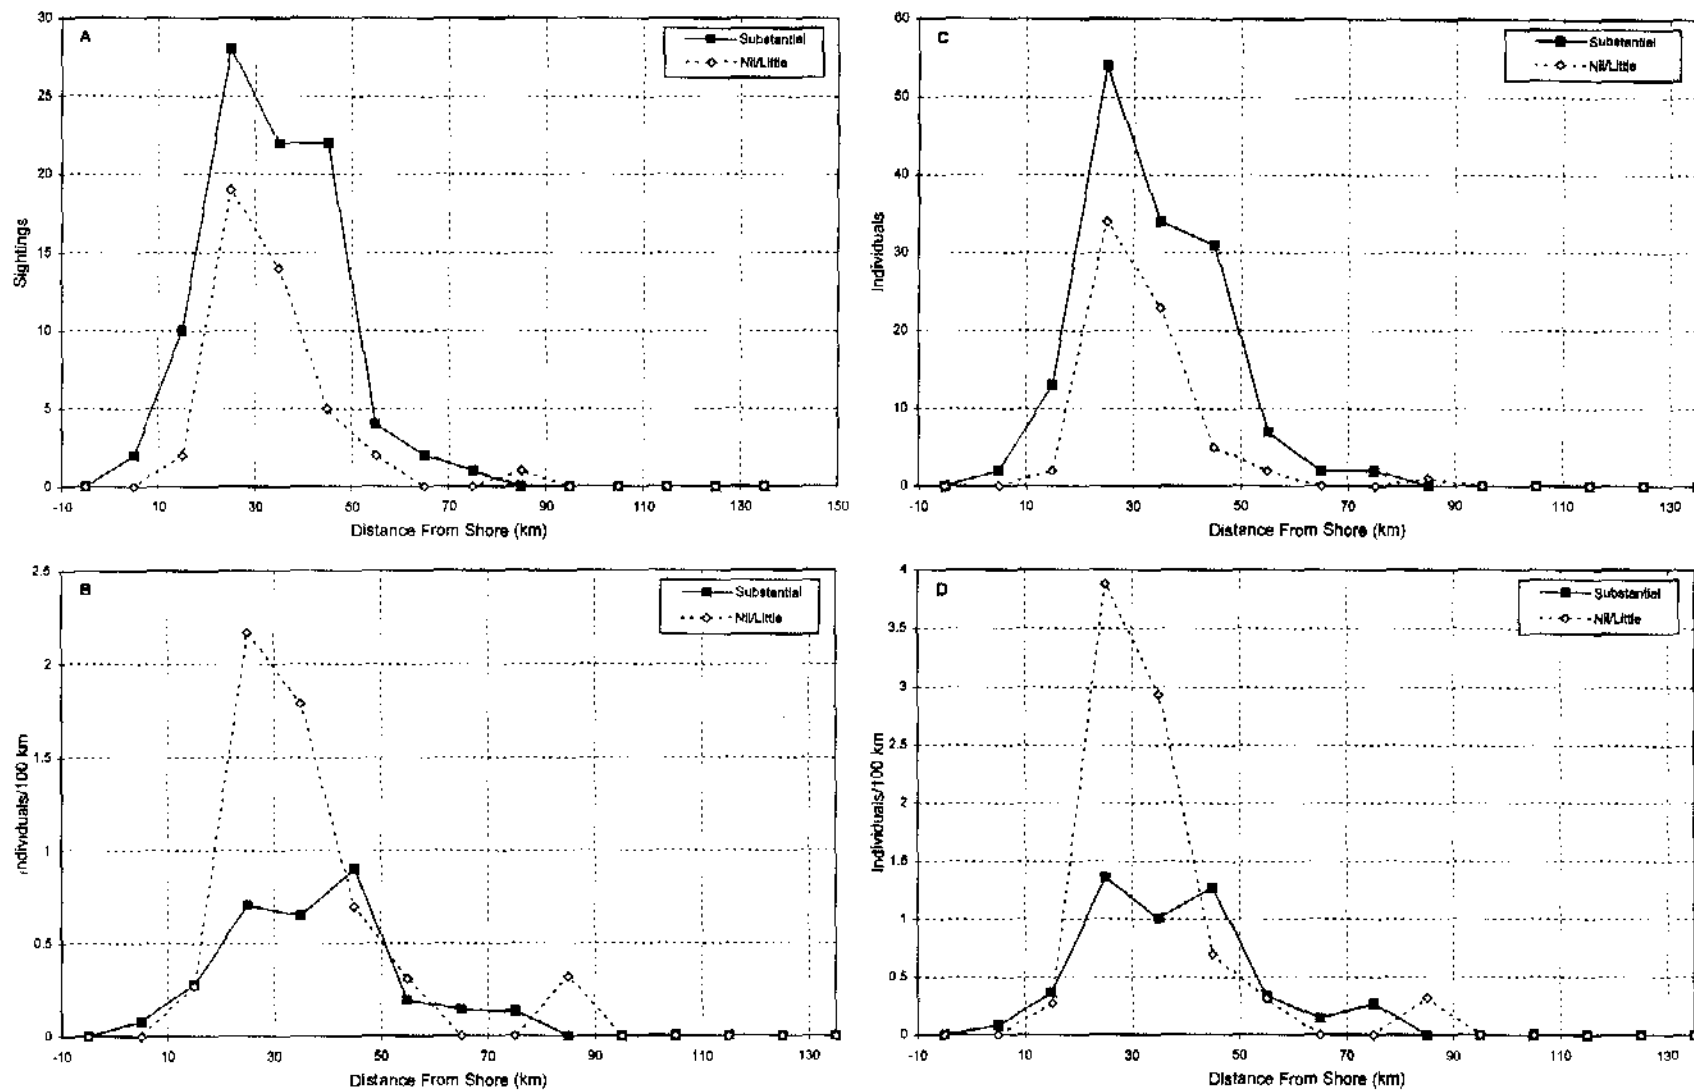 A
Substantial
Nil/Little
30
25
20
15
10
5
0
Sightings
-10 10 30 50 70 90 110 130 150
Distance From Shore (km)
C
Substantial
Nil/Little
60
50
40
30
20
10
0
Individuals
-10 10 30 50 70 90 110 130
Distance From Shore (km)
B
Substantial
Nil/Little
2.5
2
1.5
1
0.5
0
Individuals/100 km
-10 10 30 50 70 90 110 130
Distance From Shore (km)
D
Substantial
Nil/Little
4
3.5
3
2.5
2
1.5
1
0.5
0
Individuals/100 km
-10 10 30 50 70 90 110 130
Distance From Shore (km)